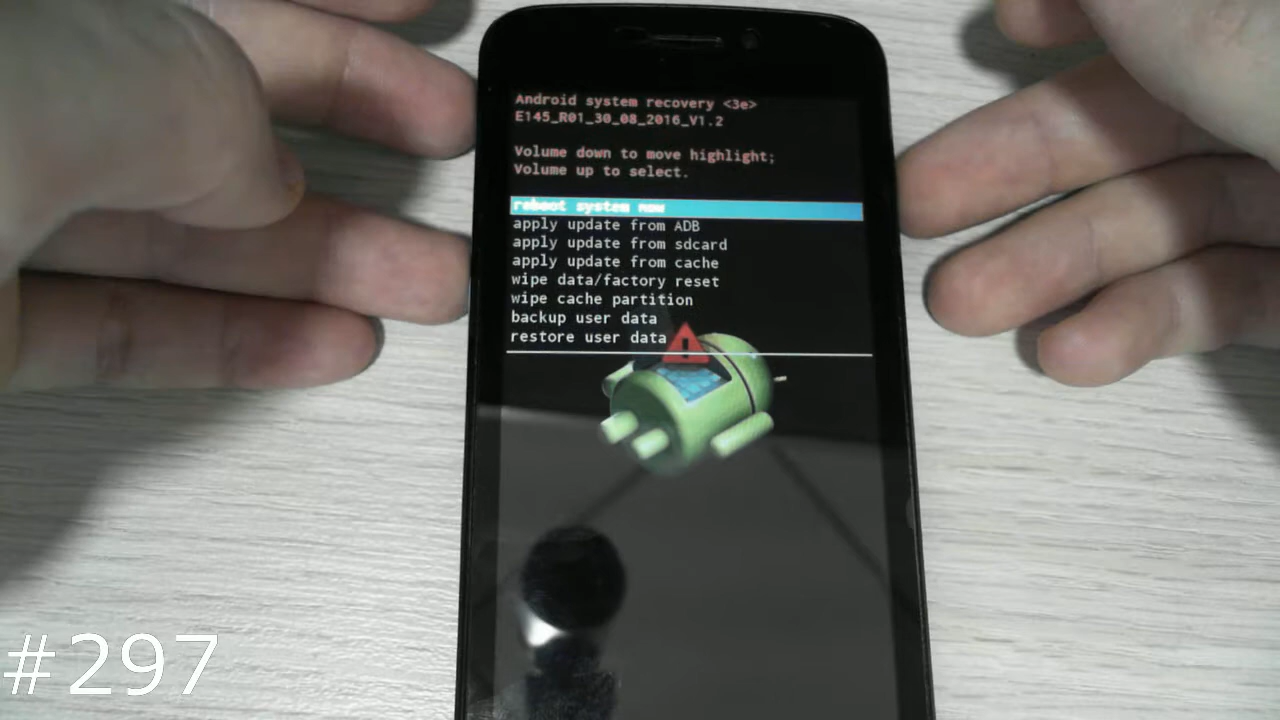 Android system recovery <3e>
E145_R01_30_08_2016_V1.2
Volume down to move highlight;
Volume up to select.
reboot system now
apply update from ADB
apply update from sdcard
apply update from cache
wipe data/factory reset
wipe cache partition
backup user data
restore user data
#297